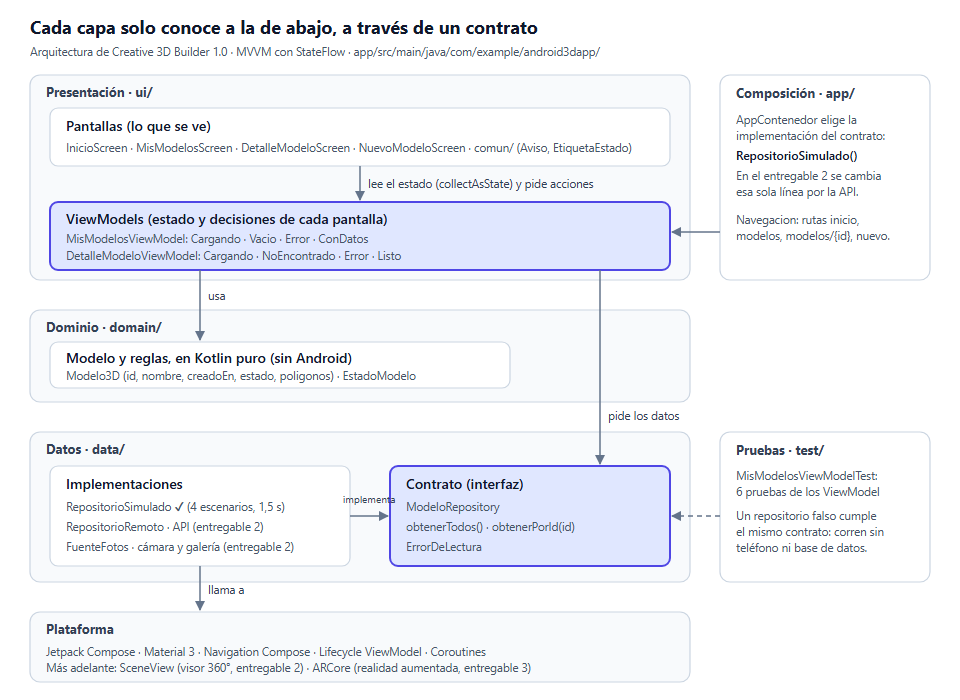 Cada capa solo conoce a la de abajo, a través de un contrato
Arquitectura de Creative 3D Builder 1.0 · MVVM con StateFlow · app/src/main/java/com/example/android3dapp/
Presentación · ui/
Pantallas (lo que se ve)
InicioScreen · MisModelosScreen · DetalleModeloScreen · NuevoModeloScreen · comun/ (Aviso, EtiquetaEstado)
lee el estado (collectAsState) y pide acciones
ViewModels (estado y decisiones de cada pantalla)
MisModelosViewModel: Cargando · Vacio · Error · ConDatos
DetalleModeloViewModel: Cargando · NoEncontrado · Error · Listo
Composición · app/
AppContenedor elige la
implementación del contrato:
RepositorioSimulado()
En el entregable 2 se cambia
esa sola línea por la API.
Navegacion: rutas inicio,
modelos, modelos/{id}, nuevo.
usa
Dominio · domain/
Modelo y reglas, en Kotlin puro (sin Android)
Modelo3D (id, nombre, creadoEn, estado, poligonos) · EstadoModelo
pide los datos
Datos · data/
Implementaciones
RepositorioSimulado ✓ (4 escenarios, 1,5 s)
RepositorioRemoto · API (entregable 2)
FuenteFotos · cámara y galería (entregable 2)
implementa
Contrato (interfaz)
ModeloRepository
obtenerTodos() · obtenerPorId(id)
ErrorDeLectura
Pruebas · test/
MisModelosViewModelTest:
6 pruebas de los ViewModel
Un repositorio falso cumple
el mismo contrato: corren sin
teléfono ni base de datos.
llama a
Plataforma
Jetpack Compose · Material 3 · Navigation Compose · Lifecycle ViewModel · Coroutines
Más adelante: SceneView (visor 360°, entregable 2) · ARCore (realidad aumentada, entregable 3)